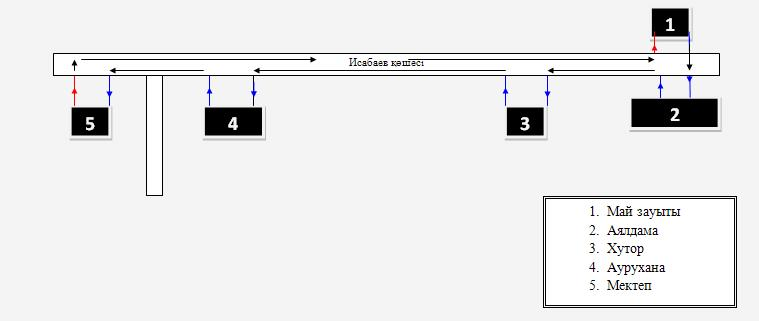 1
Исабаев көшесі
5
4
3
2
1. Май зауыты
2. Аялдама
3. Хутор
4. Аурухана
5. Мектеп